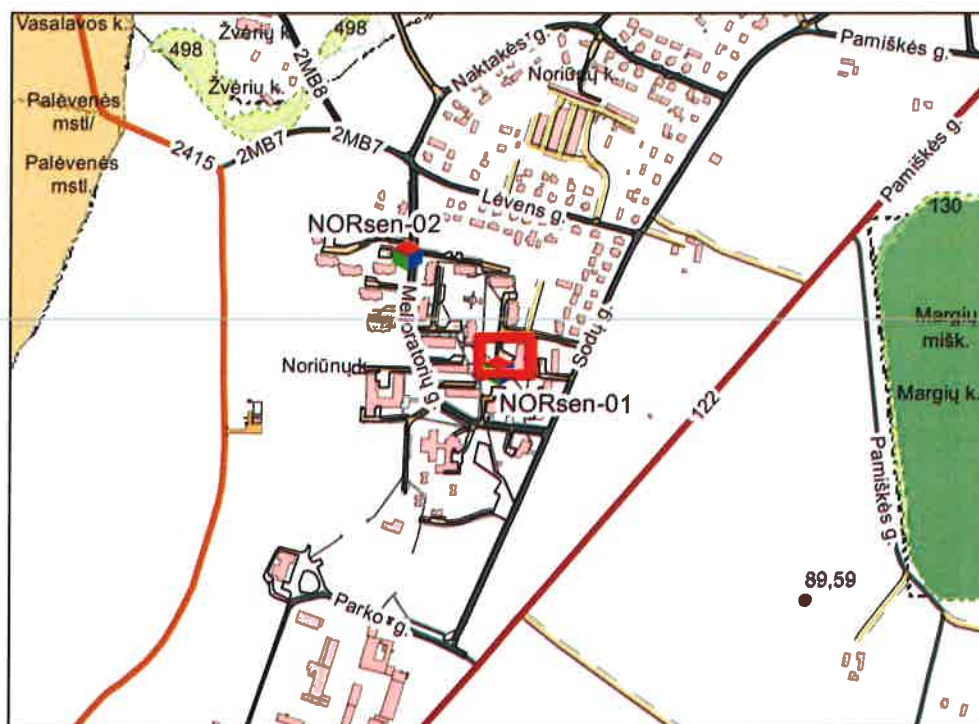 Vasalavos k.
498
Žvėrių k.
498
Žvėrių k.
2MB8
Naktakės g.
Noriūnų k.
Pamiškės g.
Palėvenės
mstl/
Palėvenės
mstl.
2415
2MB7
2MB7
Lėvens g.
Pamiškės g.
130
NORsen-02
Melioratorių g.
Sodų g.
Margių
mišk.
Margių k.
Noriūnų k.
NORsen-01
122
Pamiškės g.
89,59
Parko g.